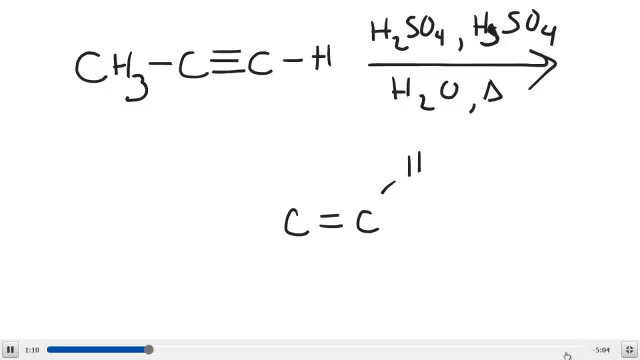 H₂SO₄, HgSO₄
CH₃–C≡C–H
H₂O, Δ
C=C
1:10 -5:04